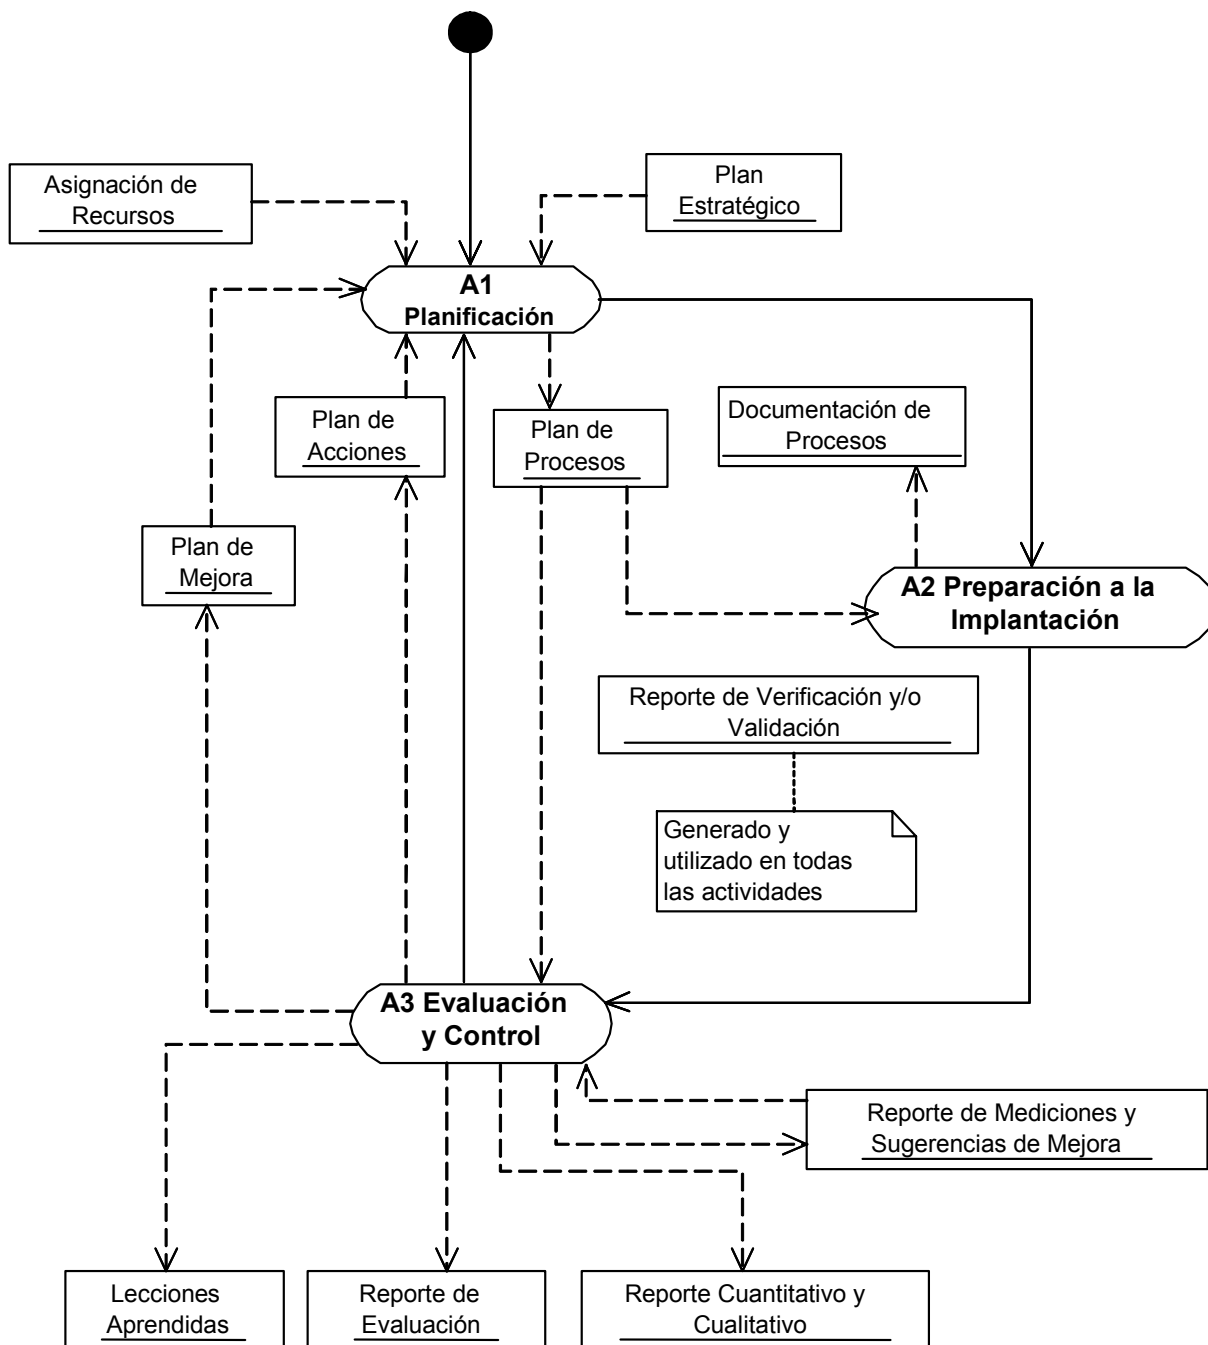 Asignación de
Recursos
Plan
Estratégico
A1
Planificación
Plan de
Acciones
Plan de
Procesos
Documentación de
Procesos
Plan de
Mejora
A2 Preparación a la
Implantación
Reporte de Verificación y/o
Validación
Generado y
utilizado en todas
las actividades
A3 Evaluación
y Control
Reporte de Mediciones y
Sugerencias de Mejora
Lecciones
Aprendidas
Reporte de
Evaluación
Reporte Cuantitativo y
Cualitativo